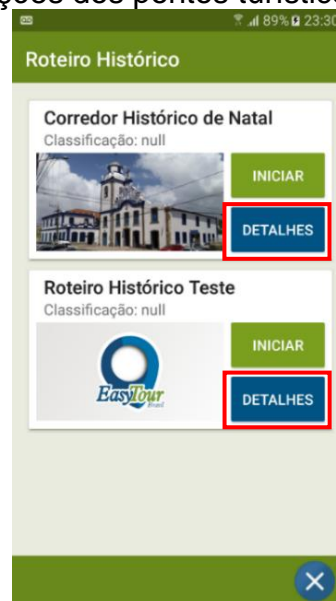 ções dos pontos turístic
89% 23:30
Roteiro Histórico
Corredor Histórico de Natal
Classificação: null
INICIAR
DETALHES
Roteiro Histórico Teste
Classificação: null
INICIAR
EasyTour
Brasil
DETALHES